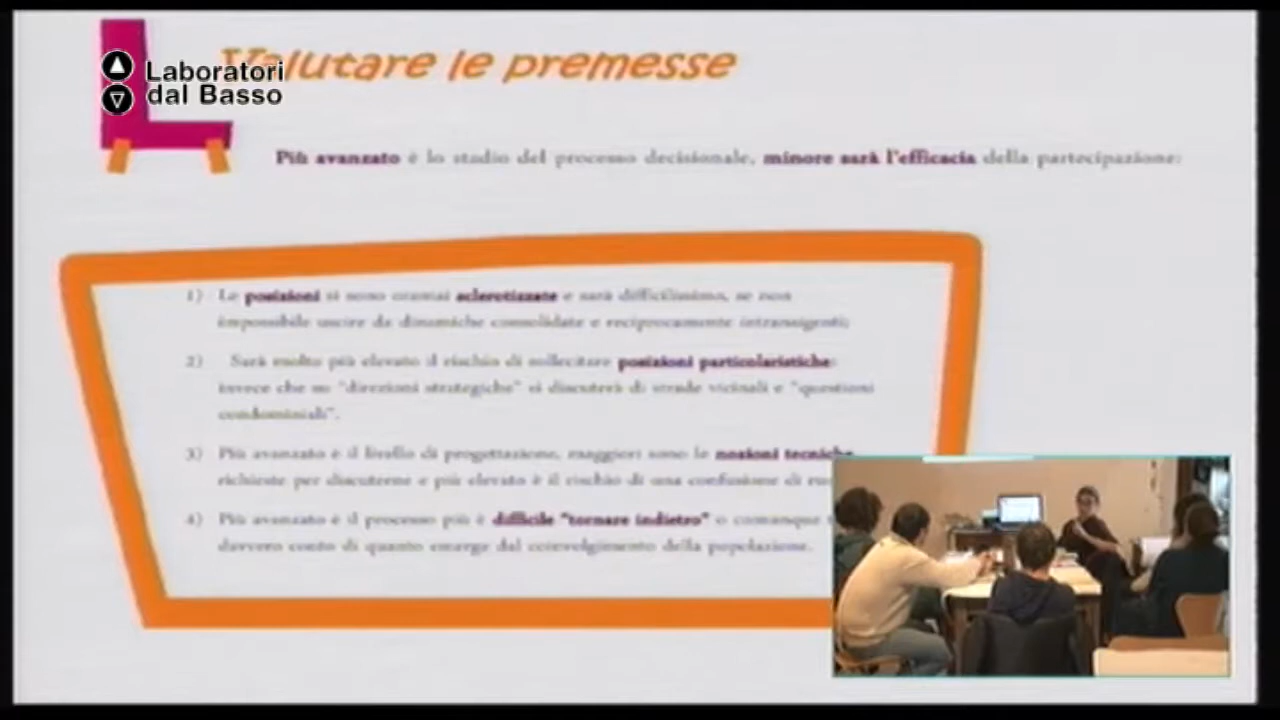 Valutare le premesse
Laboratori
dal Basso
Più avanzato è lo studio del processo decisionale, minore sarà l'efficacia della partecipazione:
1) Le posizioni si sono oramai sclerotizzate e sarà difficilissimo, se non
impossibile uscire da dinamiche consolidate e reciprocamente intransigenti;
2) Sarà molto più elevato il rischio di sollecitare posizioni particolaristiche:
invece che su "direzioni strategiche" si discuterà di strade vicinali e "questioni
condominiali".
3) Più avanzato è il livello di progettazione, maggiori sono le nozioni tecniche
richieste per discuterne e più elevato è il rischio di una confusione di
4) Più avanzato è il processo più è difficile "tornare indietro" o comunque
davvero conto di quanto emerge dal coinvolgimento della popolazione.